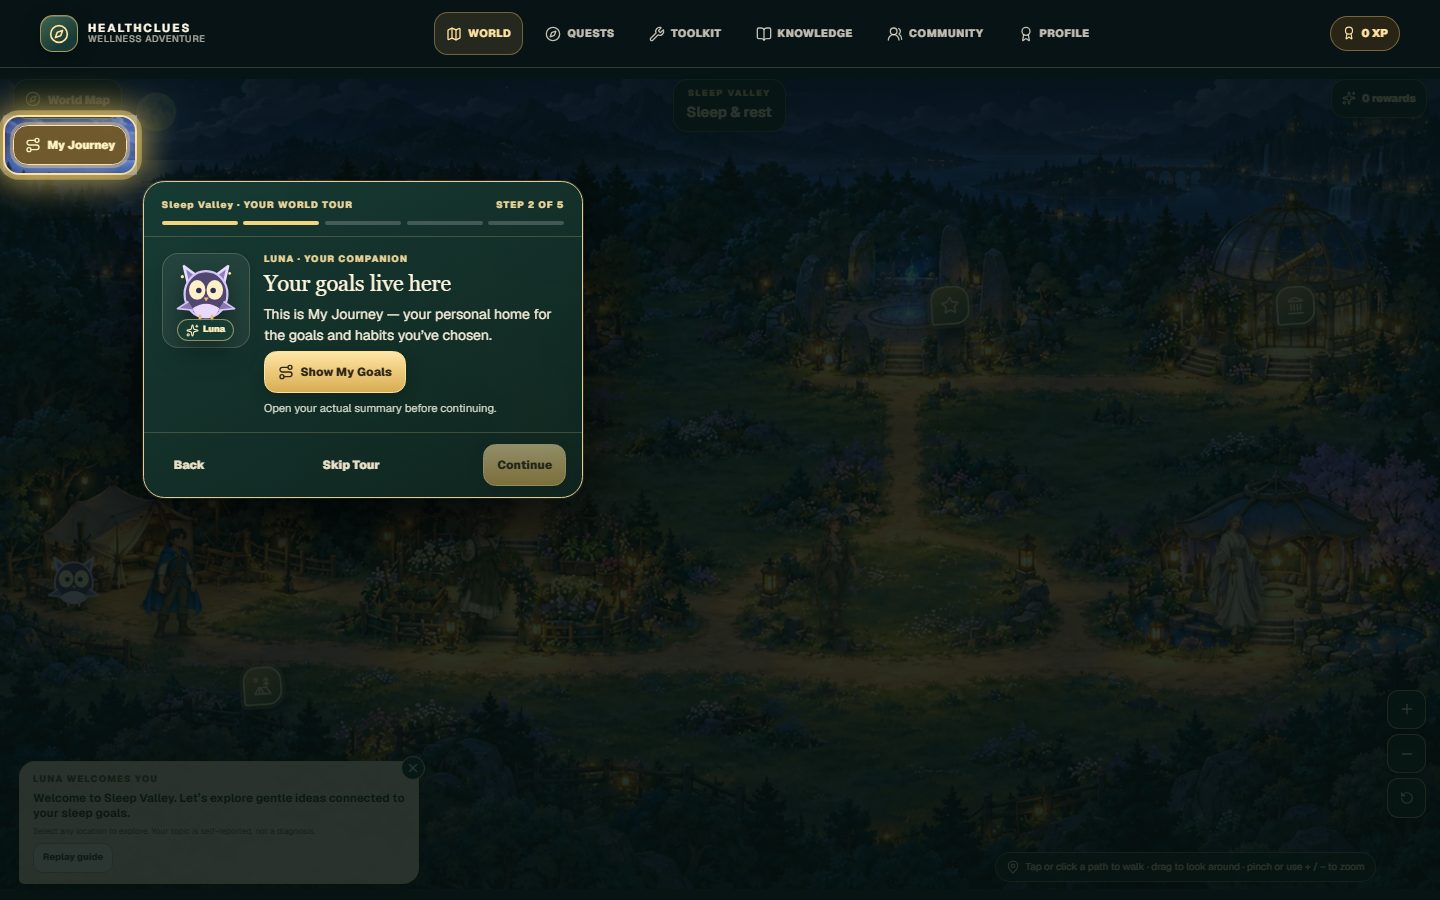 HEALTHCLUES
WELLNESS ADVENTURE
WORLD
QUESTS
TOOLKIT
KNOWLEDGE
COMMUNITY
PROFILE
0 XP
World Map
SLEEP VALLEY
Sleep & rest
0 rewards
My Journey
Sleep Valley · YOUR WORLD TOUR
STEP 2 OF 5
LUNA · YOUR COMPANION
Your goals live here
This is My Journey — your personal home for
the goals and habits you’ve chosen.
Luna
Show My Goals
Open your actual summary before continuing.
Back
Skip Tour
Continue
LUNA WELCOMES YOU
Welcome to Sleep Valley. Let’s explore gentle ideas connected to
your sleep goals.
Select any location to explore. Your topic is self-reported, not a diagnosis.
Replay guide
Tap or click a path to walk · drag to look around · pinch or use + / − to zoom